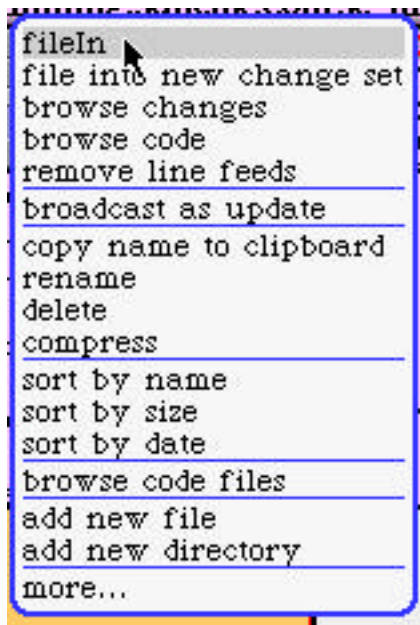 fileIn
file into new change set
browse changes
browse code
remove line feeds
broadcast as update
copy name to clipboard
rename
delete
compress
sort by name
sort by size
sort by date
browse code files
add new file
add new directory
more...